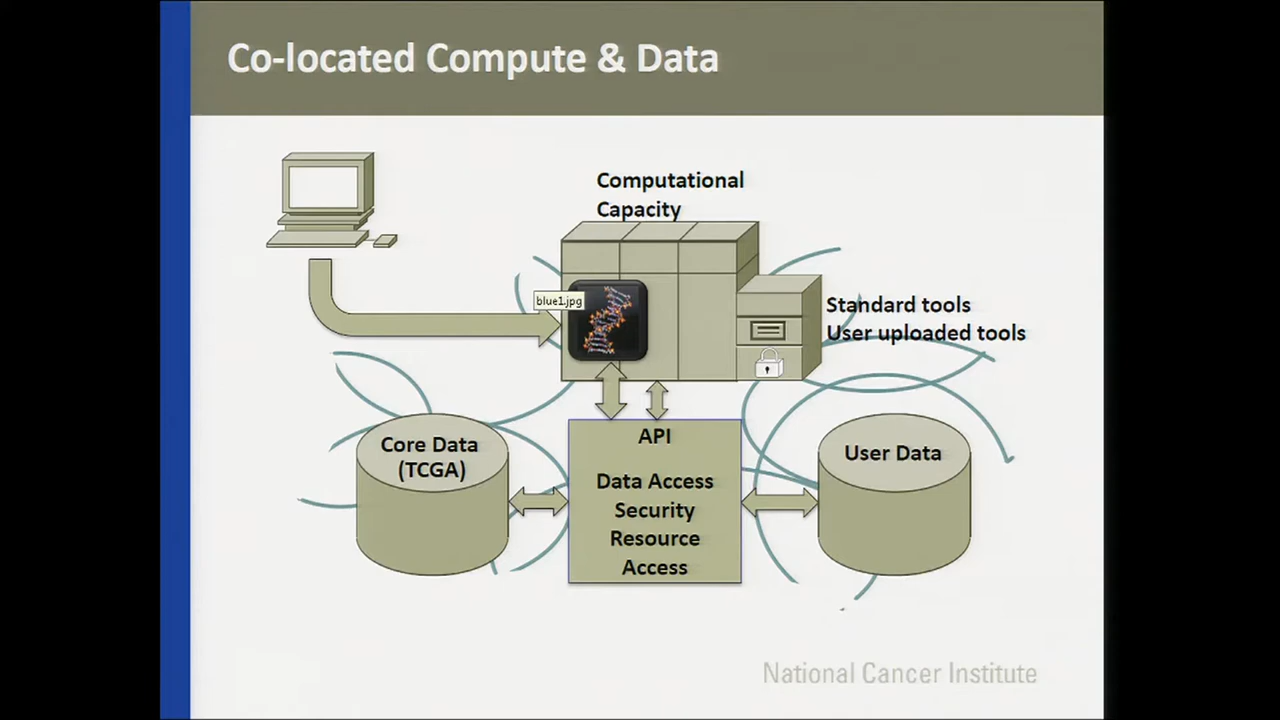 Co-located Compute & Data
Computational
Capacity
blue1.jpg
Standard tools
User uploaded tools
Core Data
(TCGA)
API
Data Access
Security
Resource
Access
User Data
National Cancer Institute